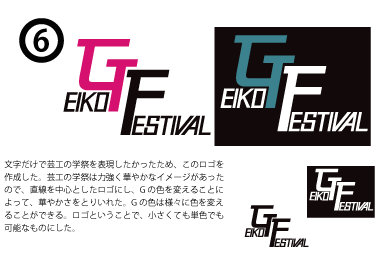 6
GTF
EIKO
FESTIVAL
GTF
EIKO
FESTIVAL
文字だけで芸工の学祭を表現したかったため、このロゴを
作成した。芸工の学祭は力強く華やかなイメージがあった
ので、直線を中心としたロゴにし、Gの色を変えることに
よって、華やかさをとりいれた。Gの色は様々に色を変え
ることができる。ロゴということで、小さくても単色でも
可能なものにした。
GTF
EIKO
FESTIVAL
GTF
EIKO
FESTIVAL